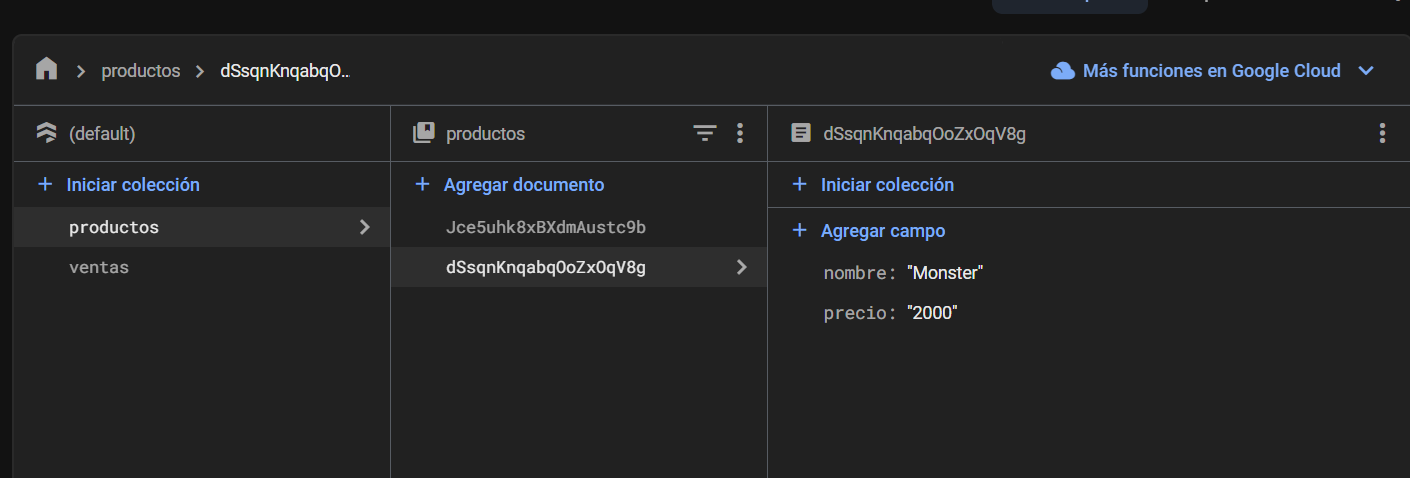 productos dSsqnKnqabqO…
Más funciones en Google Cloud
(default)
productos
dSsqnKnqabqOoZxOqV8g
Iniciar colección
Agregar documento
Iniciar colección
productos
Jce5uhk8xBXdmAustc9b
Agregar campo
ventas
dSsqnKnqabqOoZxOqV8g
nombre: "Monster"
precio: "2000"